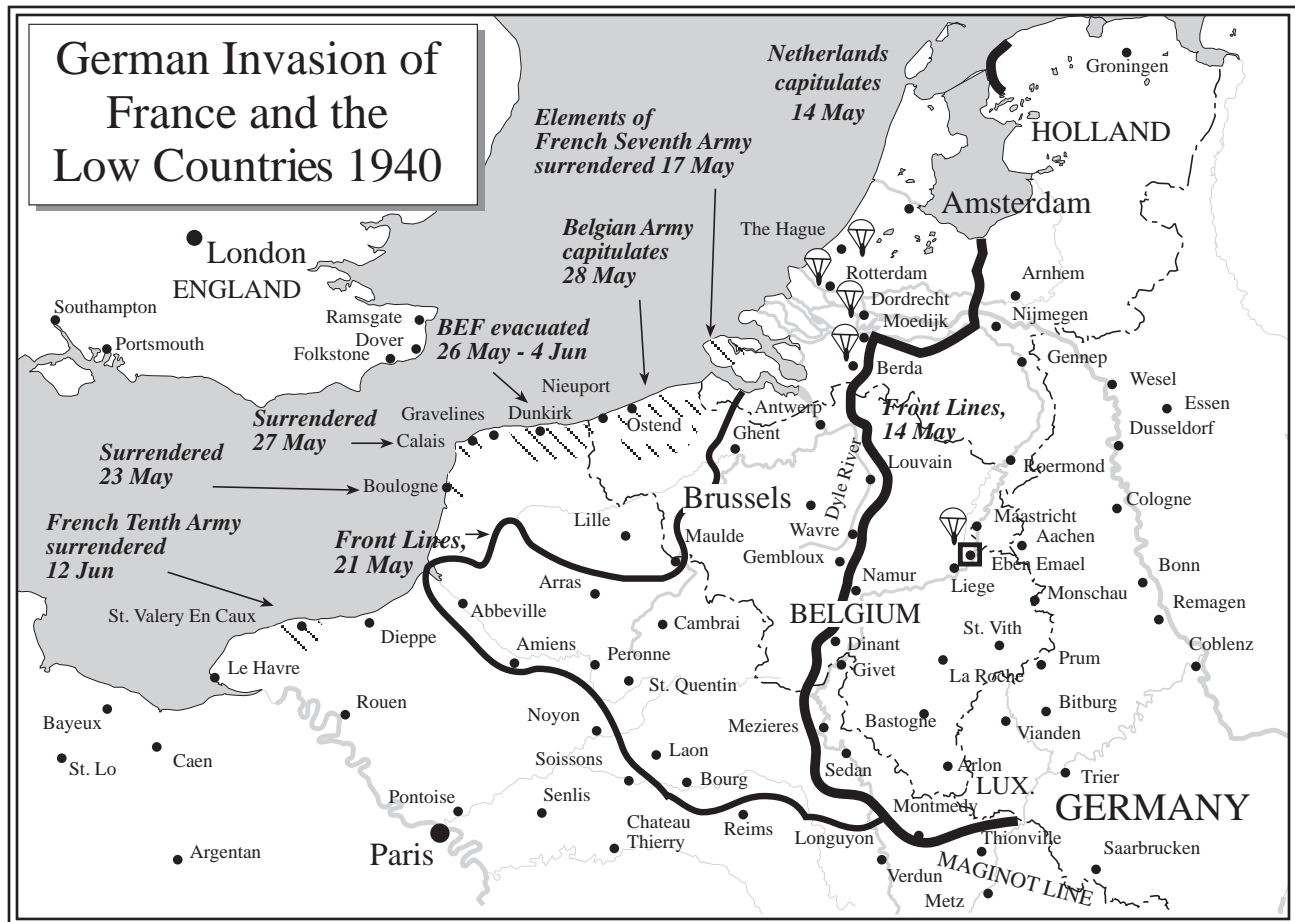 German Invasion of
France and the
Low Countries 1940
Netherlands
capitulates
14 May
Elements of
French Seventh Army
surrendered 17 May
Belgian Army
capitulates
28 May
BEF evacuated
26 May - 4 Jun
Surrendered
27 May
Surrendered
23 May
French Tenth Army
surrendered
12 Jun
Front Lines,
21 May
Front Lines,
14 May
Groningen
HOLLAND
Amsterdam
The Hague
Rotterdam
Dordrecht
Moedijk
Berda
Arnhem
Nijmegen
Gennep
Wesel
Essen
Dusseldorf
Roermond
Cologne
Maastricht
Aachen
Eben Emael
Liege
Bonn
Monschau
Remagen
Coblenz
London
ENGLAND
Southampton
Portsmouth
Ramsgate
Dover
Folkstone
Nieuport
Gravelines
Dunkirk
Calais
Ostend
Boulogne
Antwerp
Ghent
Louvain
Dyle River
Brussels
Lille
Maulde
Wavre
Gembloux
Namur
BELGIUM
Arras
Abbeville
Cambrai
St. Valery En Caux
Dieppe
Amiens
Peronne
St. Quentin
Dinant
Givet
St. Vith
La Roche
Prum
Bitburg
Bastogne
Vianden
Le Havre
Rouen
Bayeux
St. Lo
Caen
Noyon
Mezieres
Laon
Soissons
Bourg
Sedan
Arlon
LUX.
Trier
GERMANY
Pontoise
Senlis
Montmedy
Paris
Chateau
Thierry
Reims
Longuyon
Thionville
Saarbrucken
Argentan
Verdun
MAGINOT LINE
Metz